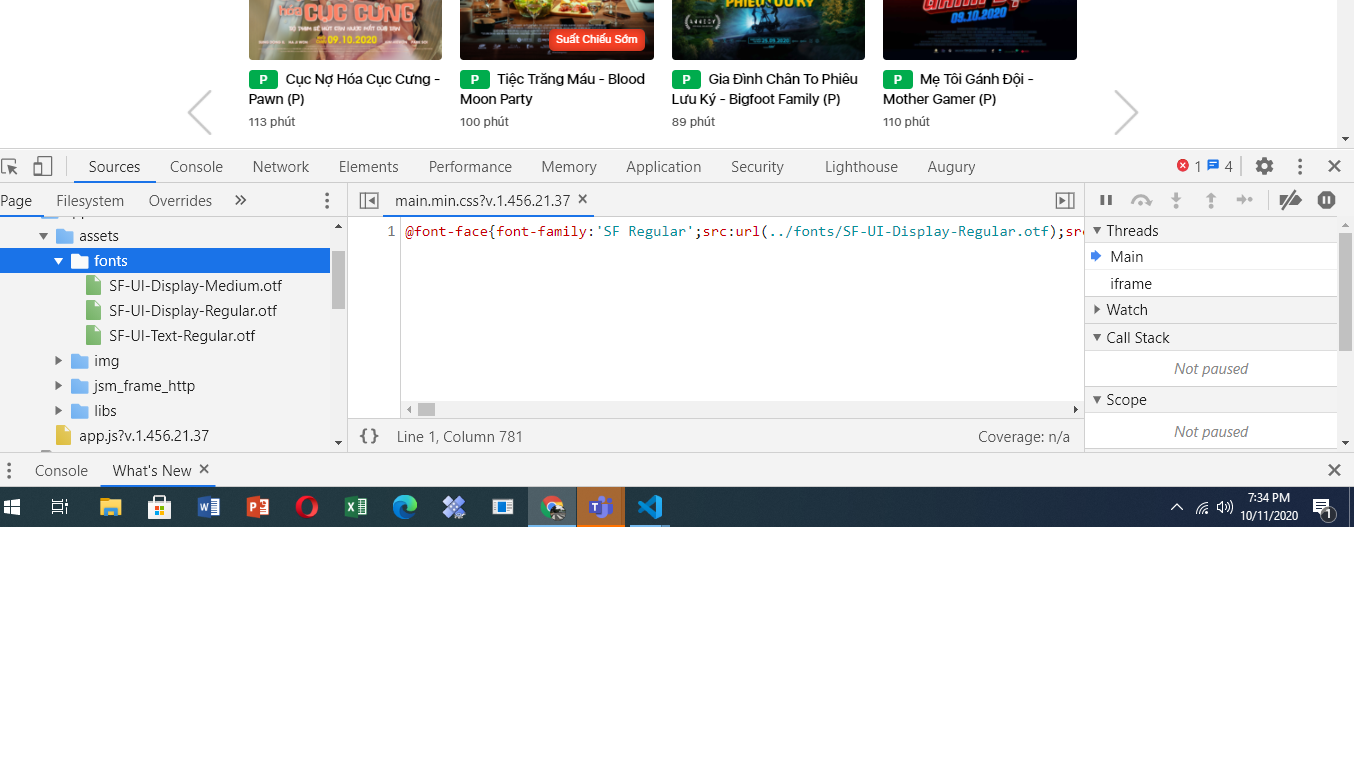 hóa CỤC CƯNG
09.10.2020
Suất Chiếu Sớm
PHIÊU LƯU KÝ
09.10.2020
P Cục Nợ Hóa Cục Cưng -
Pawn (P)
113 phút
P Tiệc Trăng Máu - Blood
Moon Party
100 phút
P Gia Đình Chân To Phiêu
Lưu Ký - Bigfoot Family (P)
89 phút
P Mẹ Tôi Gánh Đội -
Mother Gamer (P)
110 phút
Sources Console Network Elements Performance Memory Application Security Lighthouse Augury 1 4
Page Filesystem Overrides
main.min.css?v.1.456.21.37
assets
fonts
SF-UI-Display-Medium.otf
SF-UI-Display-Regular.otf
SF-UI-Text-Regular.otf
img
jsm_frame_http
libs
app.js?v.1.456.21.37
1 @font-face{font-family:'SF Regular';src:url(../fonts/SF-UI-Display-Regular.otf);sr
{} Line 1, Column 781 Coverage: n/a
Threads
Main
iframe
Watch
Call Stack
Not paused
Scope
Not paused
Console What's New
7:34 PM
10/11/2020
1